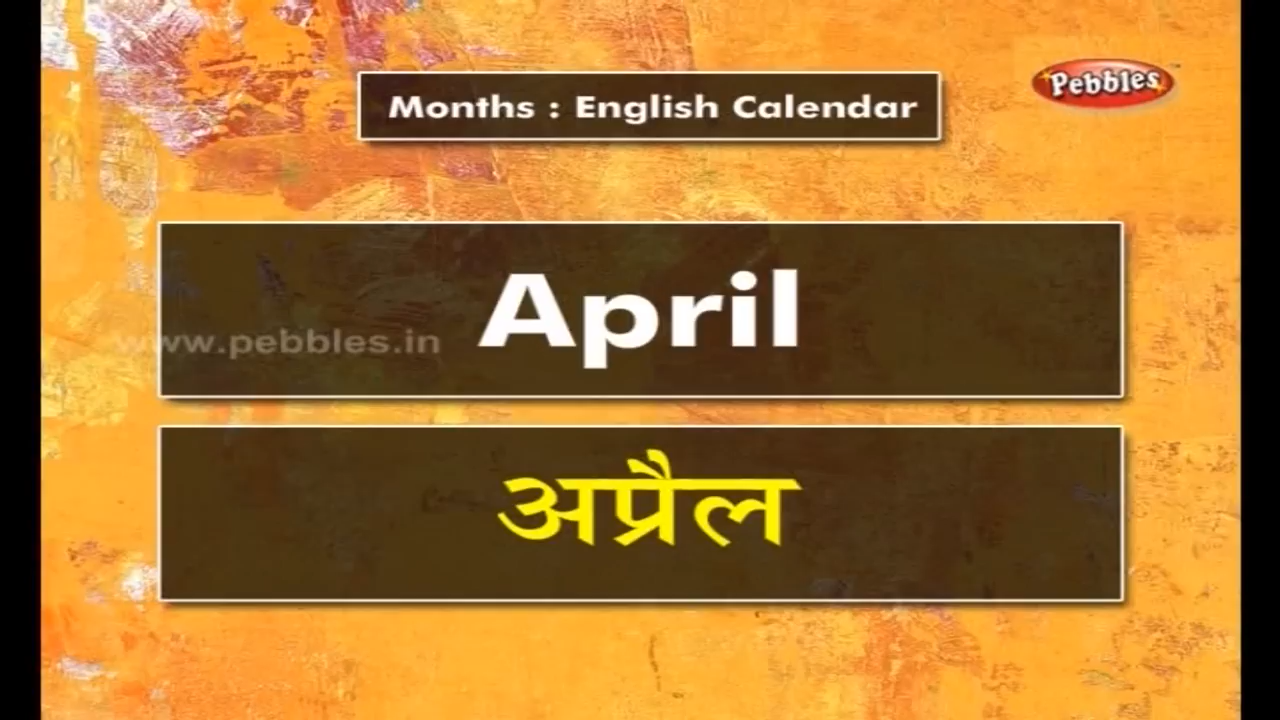 Months : English Calendar
Pebbles
April
www.pebbles.in
अप्रैल